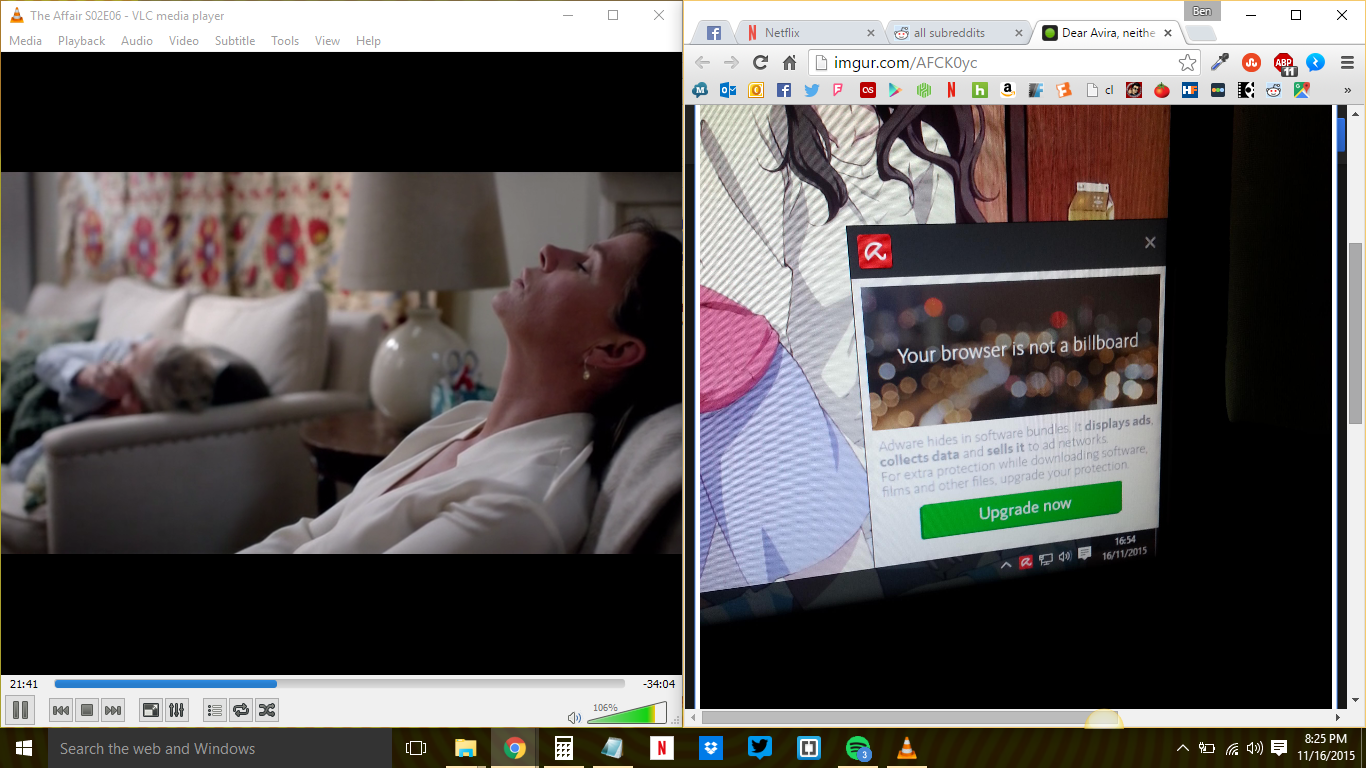 The Affair S02E06 - VLC media player
Media Playback Audio Video Subtitle Tools View Help
21:41
-34:04
106%
Ben
Netflix
all subreddits
Dear Avira, neithe
imgur.com/AFCK0yc
ABP
11
cl
HF
Your browser is not a billboard
Adware hides in software bundles. It displays ads,
collects data and sells it to ad networks.
For extra protection while downloading software,
films and other files, upgrade your protection.
Upgrade now
16:54
16/11/2015
Search the web and Windows
3
8:25 PM
11/16/2015